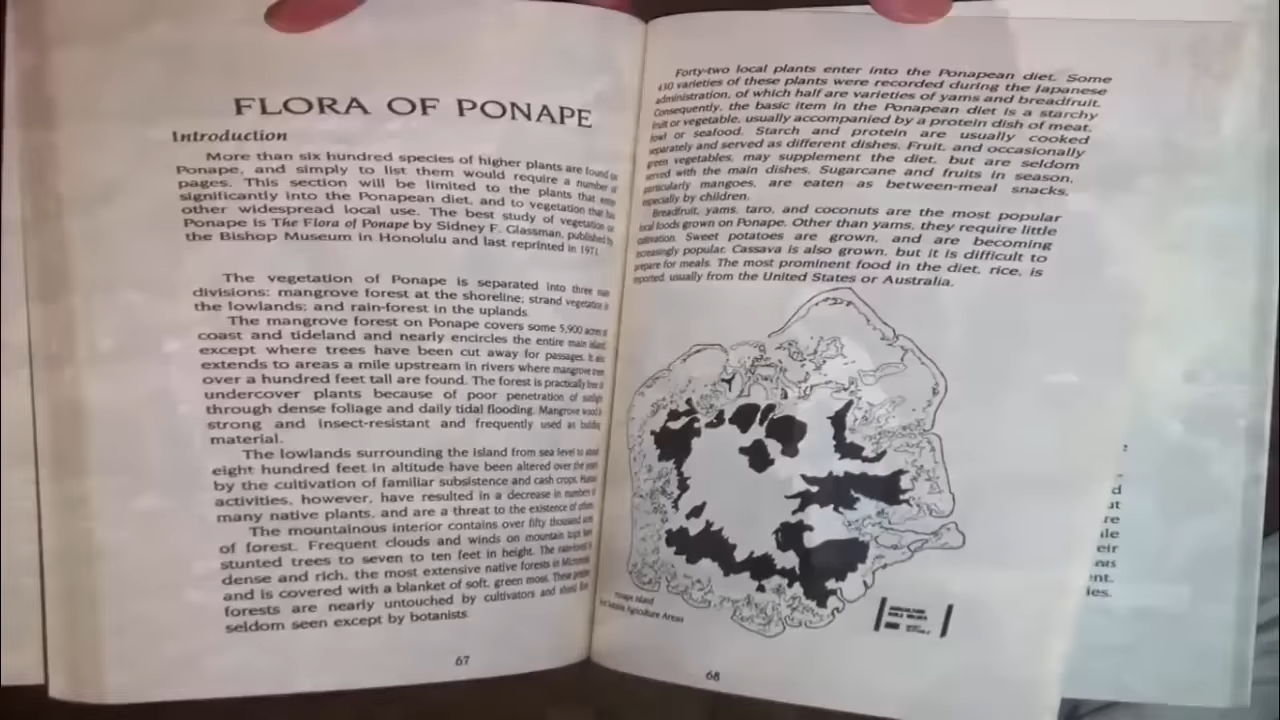 FLORA OF PONAPE
Introduction
More than six hundred species of higher plants are found on
Ponape, and simply to list them would require a number of
pages. This section will be limited to the plants that enter
significantly into the Ponapean diet, and to vegetation that has
other widespread local use. The best study of vegetation on
Ponape is The Flora of Ponape by Sidney F. Glassman, published by
the Bishop Museum in Honolulu and last reprinted in 1971.
The vegetation of Ponape is separated into three main
divisions: mangrove forest at the shoreline; strand vegetation in
the lowlands; and rain-forest in the uplands.
The mangrove forest on Ponape covers some 5,900 acres of
coast and tideland and nearly encircles the entire main island,
except where trees have been cut away for passages. It also
extends to areas a mile upstream in rivers where mangrove trees
over a hundred feet tall are found. The forest is practically free of
undercover plants because of poor penetration of sunlight
through dense foliage and daily tidal flooding. Mangrove wood is
strong and insect-resistant and frequently used as building
material.
The lowlands surrounding the island from sea level to about
eight hundred feet in altitude have been altered over the years
by the cultivation of familiar subsistence and cash crops. Human
activities, however, have resulted in a decrease in numbers of
many native plants, and are a threat to the existence of others.
The mountainous interior contains over fifty thousand acres
of forest. Frequent clouds and winds on mountain tops have
stunted trees to seven to ten feet in height. The rain-forest is
dense and rich, the most extensive native forests in Micronesia,
and is covered with a blanket of soft, green moss. These
forests are nearly untouched by cultivators and
seldom seen except by botanists.
67
Forty-two local plants enter into the Ponapean diet. Some
430 varieties of these plants were recorded during the Japanese
administration, of which half are varieties of yams and breadfruit.
Consequently, the basic item in the Ponapean diet is a starchy
fruit or vegetable, usually accompanied by a protein dish of meat,
fowl or seafood. Starch and protein are usually cooked
separately and served as different dishes. Fruit, and occasionally
green vegetables, may supplement the diet, but are seldom
served with the main dishes. Sugarcane and fruits in season,
particularly mangoes, are eaten as between-meal snacks,
especially by children.
Breadfruit, yams, taro, and coconuts are the most popular
local foods grown on Ponape. Other than yams, they require little
cultivation. Sweet potatoes are grown, and are becoming
increasingly popular. Cassava is also grown, but it is difficult to
prepare for meals. The most prominent food in the diet, rice, is
imported, usually from the United States or Australia.
Ponape Island
Agriculture Areas
68